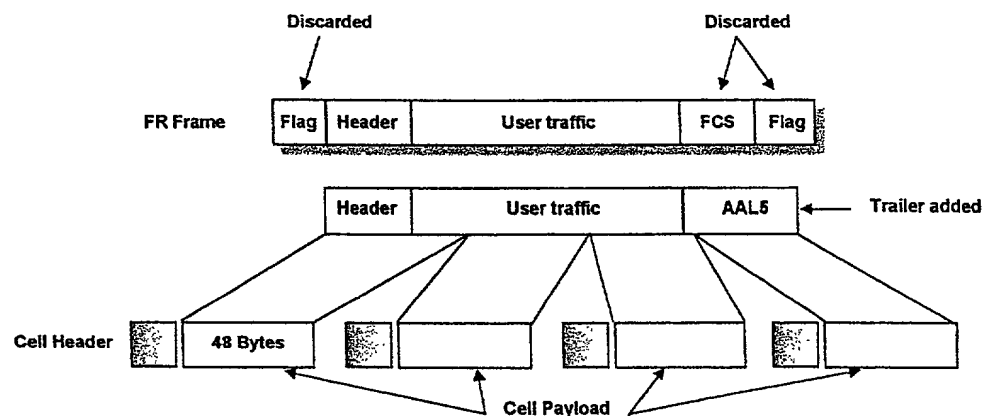 Discarded
Discarded
FR Frame
Flag
Header
User traffic
FCS
Flag
Header
User traffic
AAL5
Trailer added
Cell Header
48 Bytes
Cell Payload